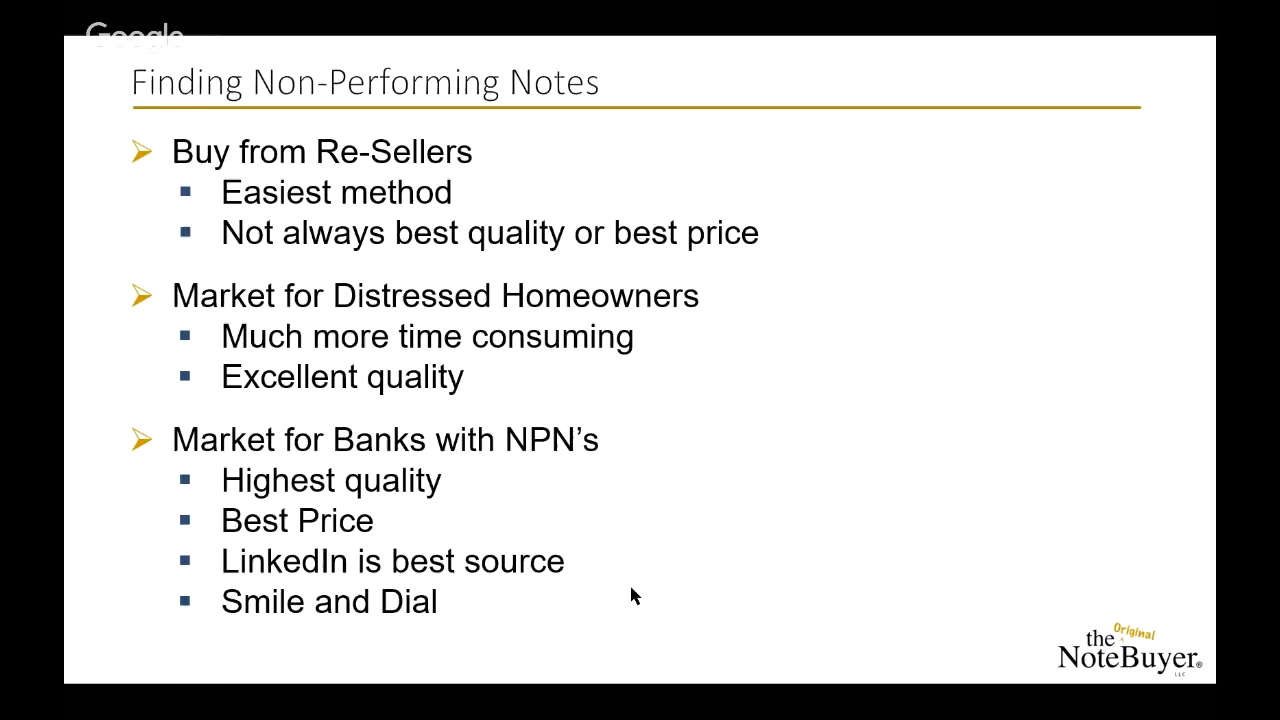 Google
Finding Non-Performing Notes
Buy from Re-Sellers
Easiest method
Not always best quality or best price
Market for Distressed Homeowners
Much more time consuming
Excellent quality
Market for Banks with NPN’s
Highest quality
Best Price
LinkedIn is best source
Smile and Dial
the Original
NoteBuyer®
LLC